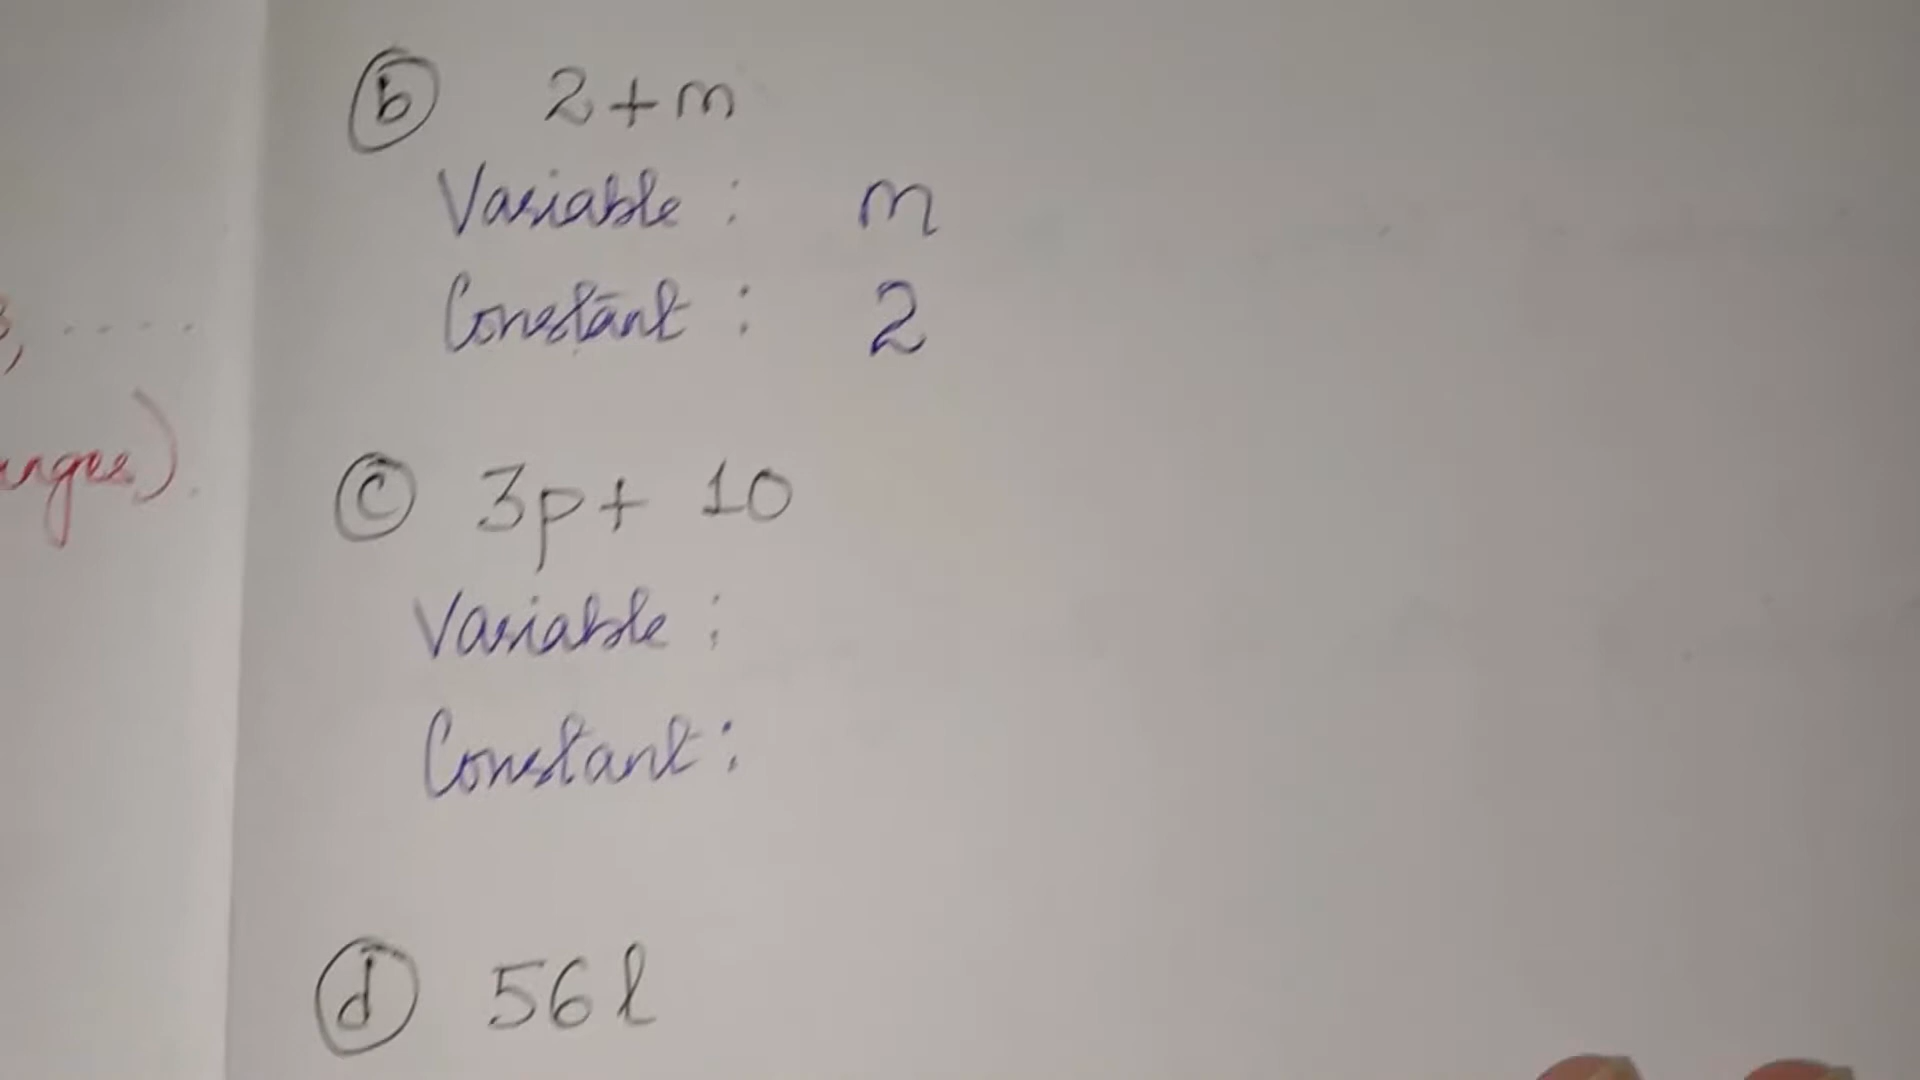 b 2+m
Variable : m
Constant : 2
c 3p+ 10
Variable :
Constant :
d 56l